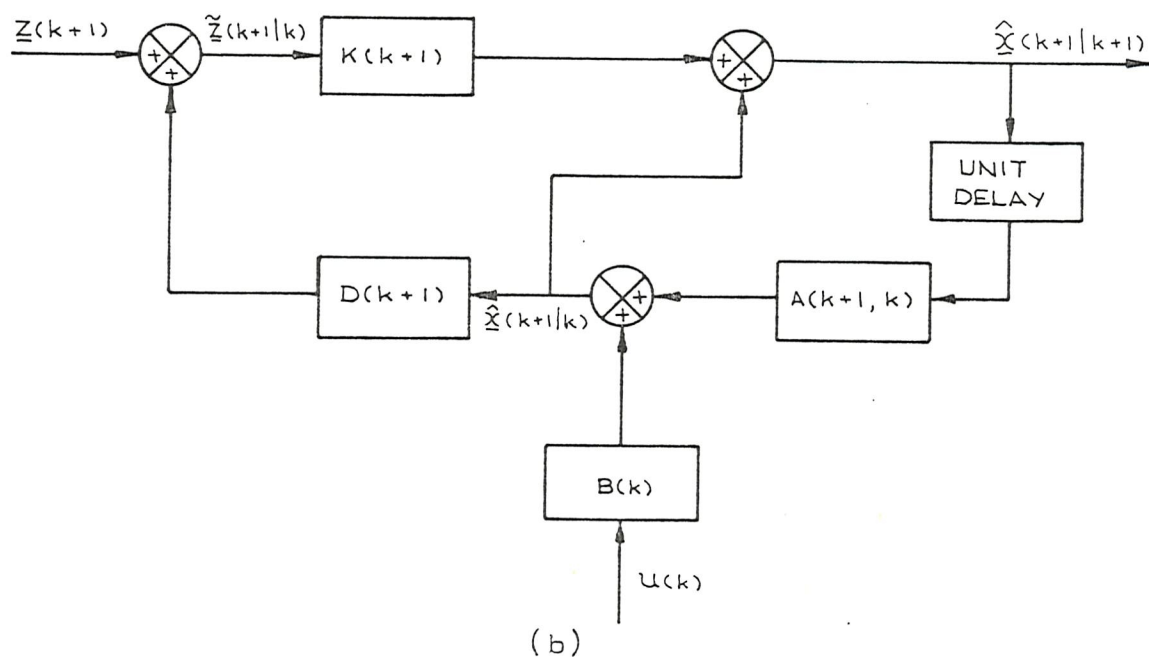 Z(k+1)
+
+
z̃(k+1|k)
K(k+1)
+
+
x̂(k+1|k+1)
UNIT
DELAY
D(k+1)
x̂(k+1|k)
+
+
A(k+1, k)
B(k)
u(k)
(b)